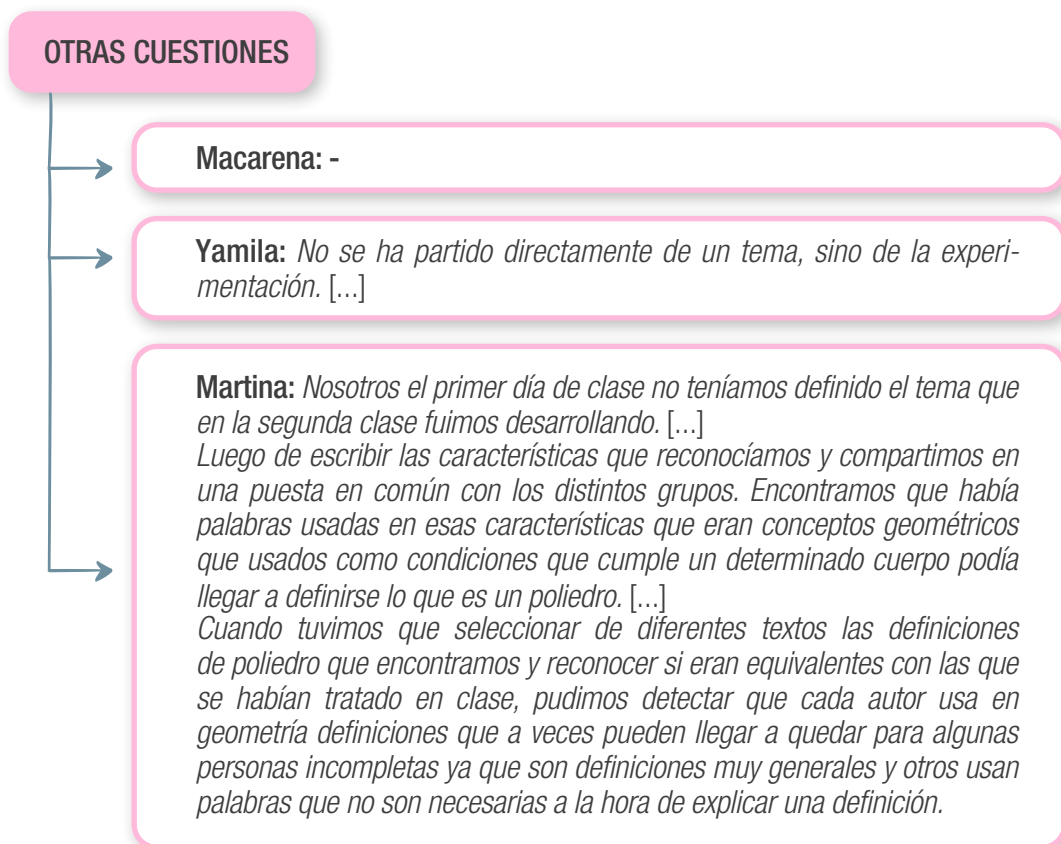 OTRAS CUESTIONES
Macarena: -
Yamila: No se ha partido directamente de un tema, sino de la experi-
mentación. [...]
Martina: Nosotros el primer día de clase no teníamos definido el tema que
en la segunda clase fuimos desarrollando. [...]
Luego de escribir las características que reconocíamos y compartimos en
una puesta en común con los distintos grupos. Encontramos que había
palabras usadas en esas características que eran conceptos geométricos
que usados como condiciones que cumple un determinado cuerpo podía
llegar a definirse lo que es un poliedro. [...]
Cuando tuvimos que seleccionar de diferentes textos las definiciones
de poliedro que encontramos y reconocer si eran equivalentes con las que
se habían tratado en clase, pudimos detectar que cada autor usa en
geometría definiciones que a veces pueden llegar a quedar para algunas
personas incompletas ya que son definiciones muy generales y otros usan
palabras que no son necesarias a la hora de explicar una definición.